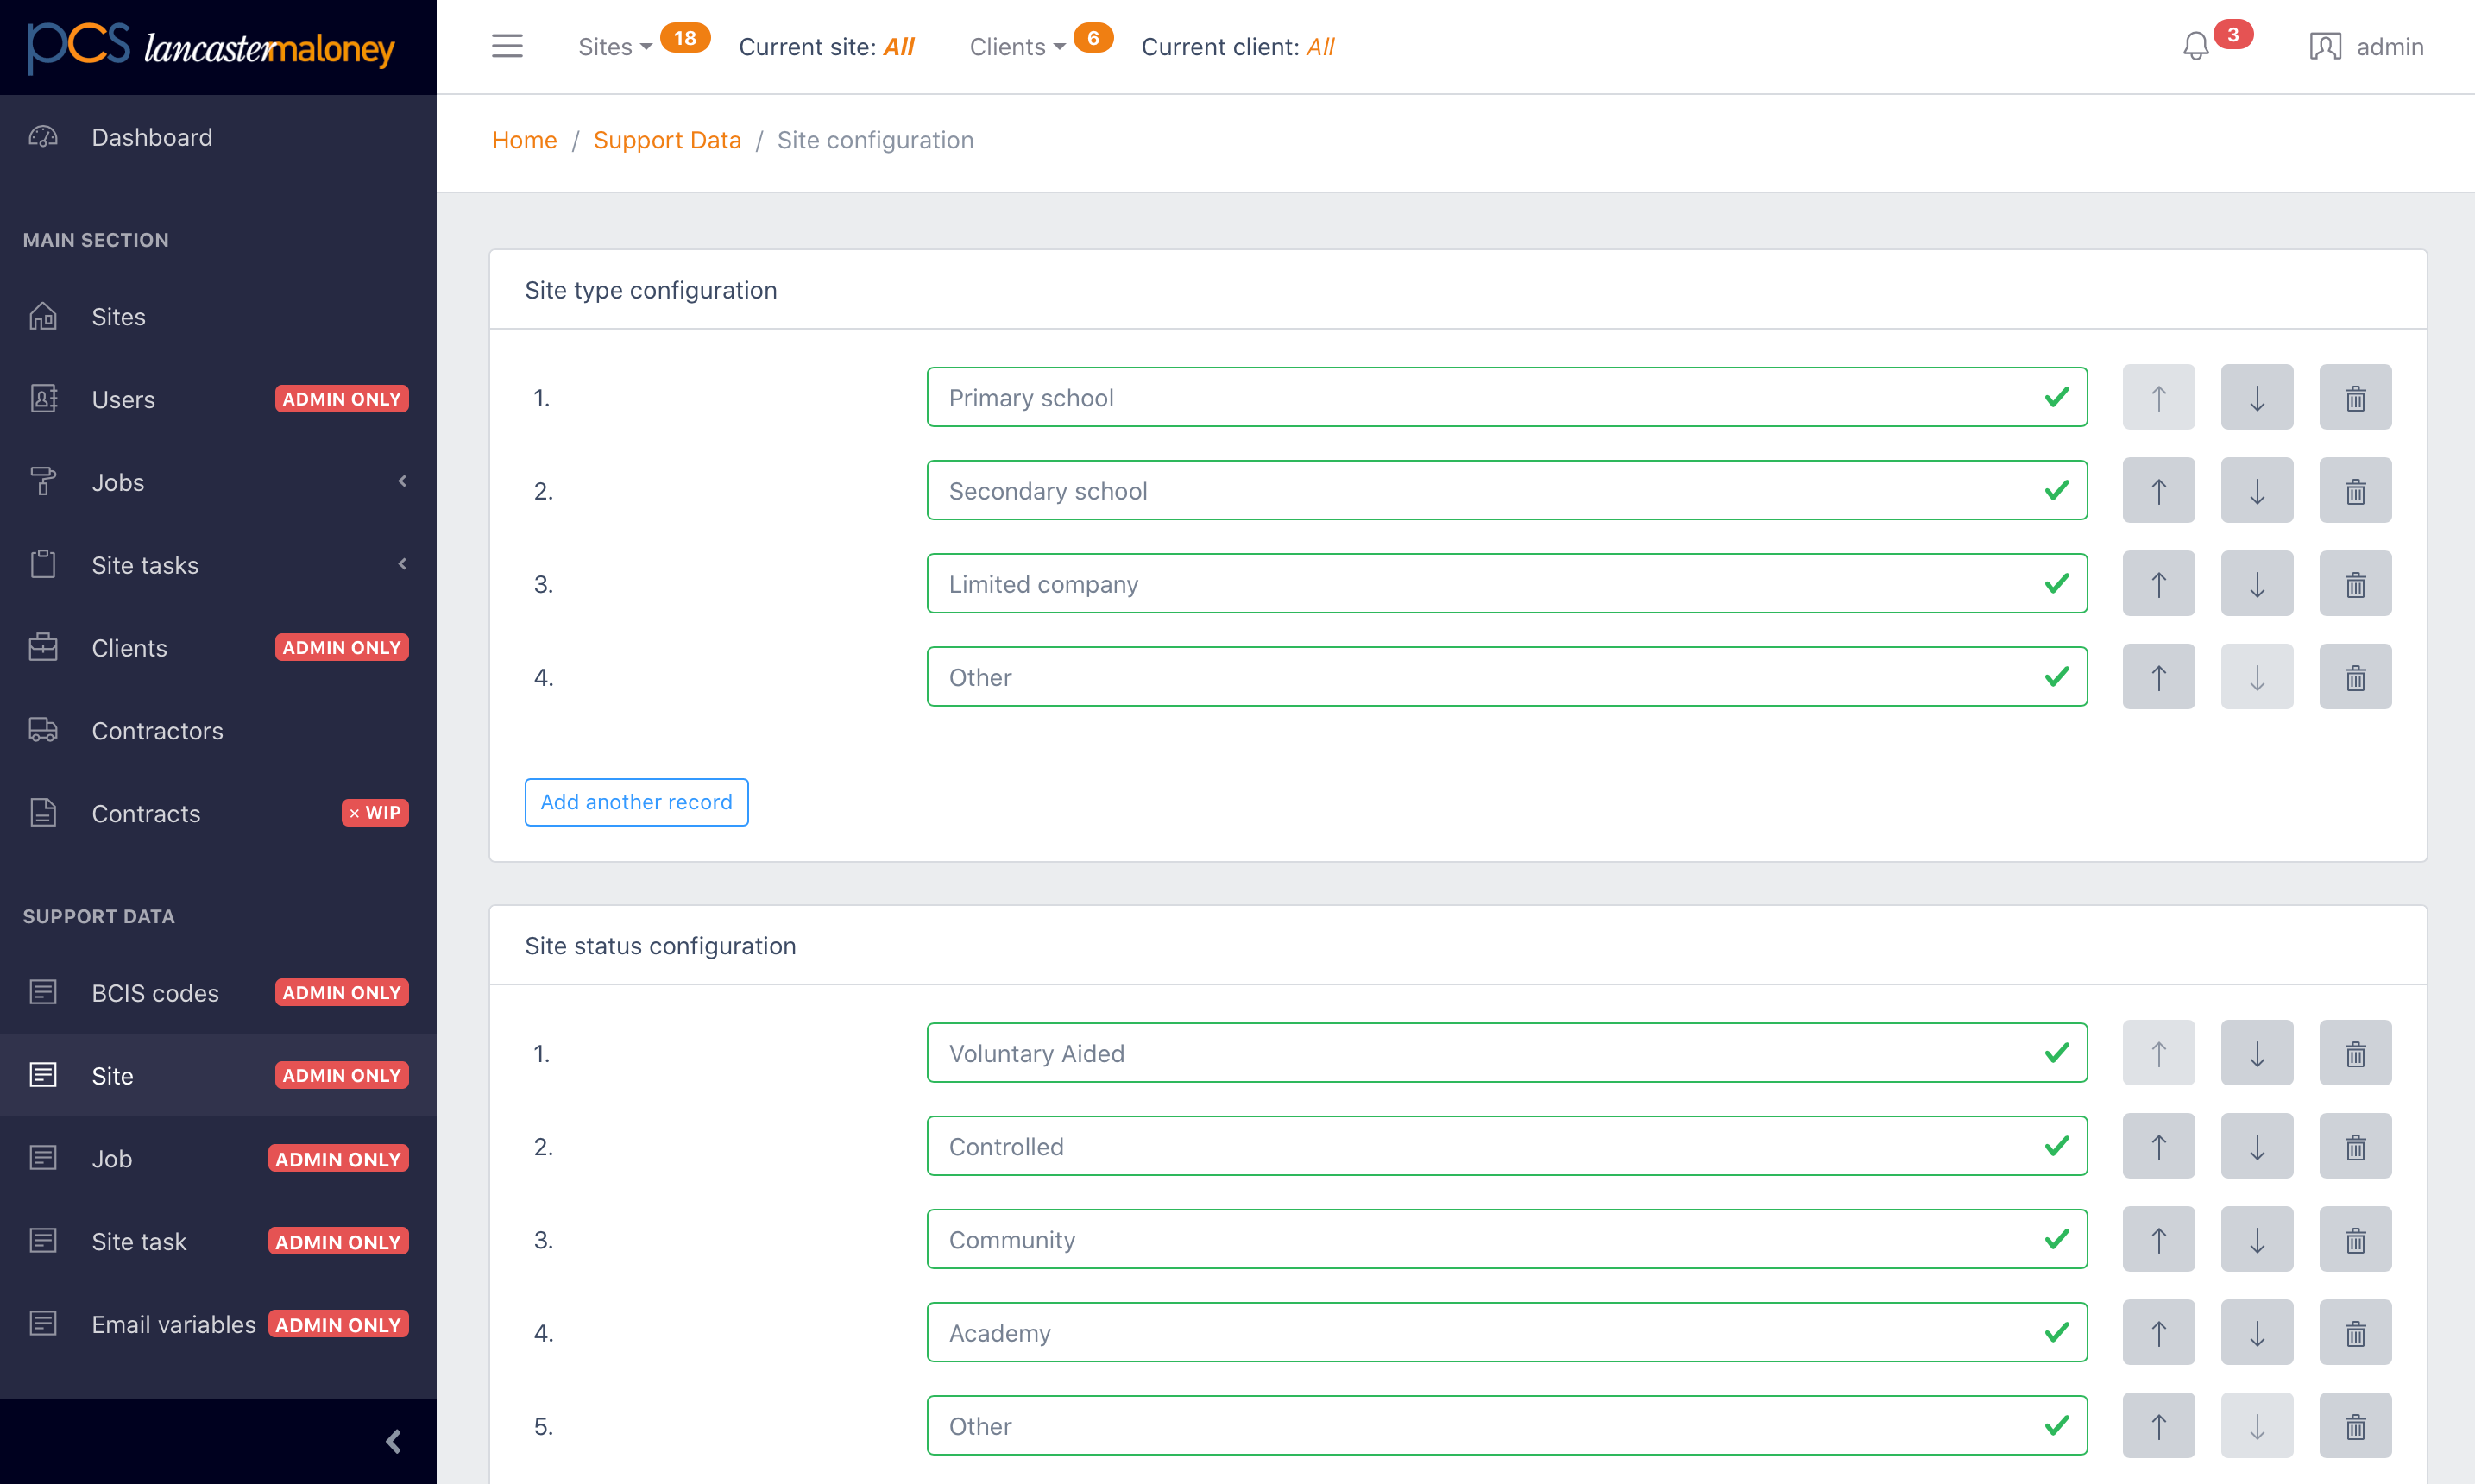 pcs lancastermaloney
Sites 18 Current site: All Clients 6 Current client: All 3 admin
Dashboard
MAIN SECTION
Sites
Users ADMIN ONLY
Jobs
Site tasks
Clients ADMIN ONLY
Contractors
Contracts × WIP
SUPPORT DATA
BCIS codes ADMIN ONLY
Site ADMIN ONLY
Job ADMIN ONLY
Site task ADMIN ONLY
Email variables ADMIN ONLY
Home / Support Data / Site configuration
Site type configuration
1. Primary school
2. Secondary school
3. Limited company
4. Other
Add another record
Site status configuration
1. Voluntary Aided
2. Controlled
3. Community
4. Academy
5. Other